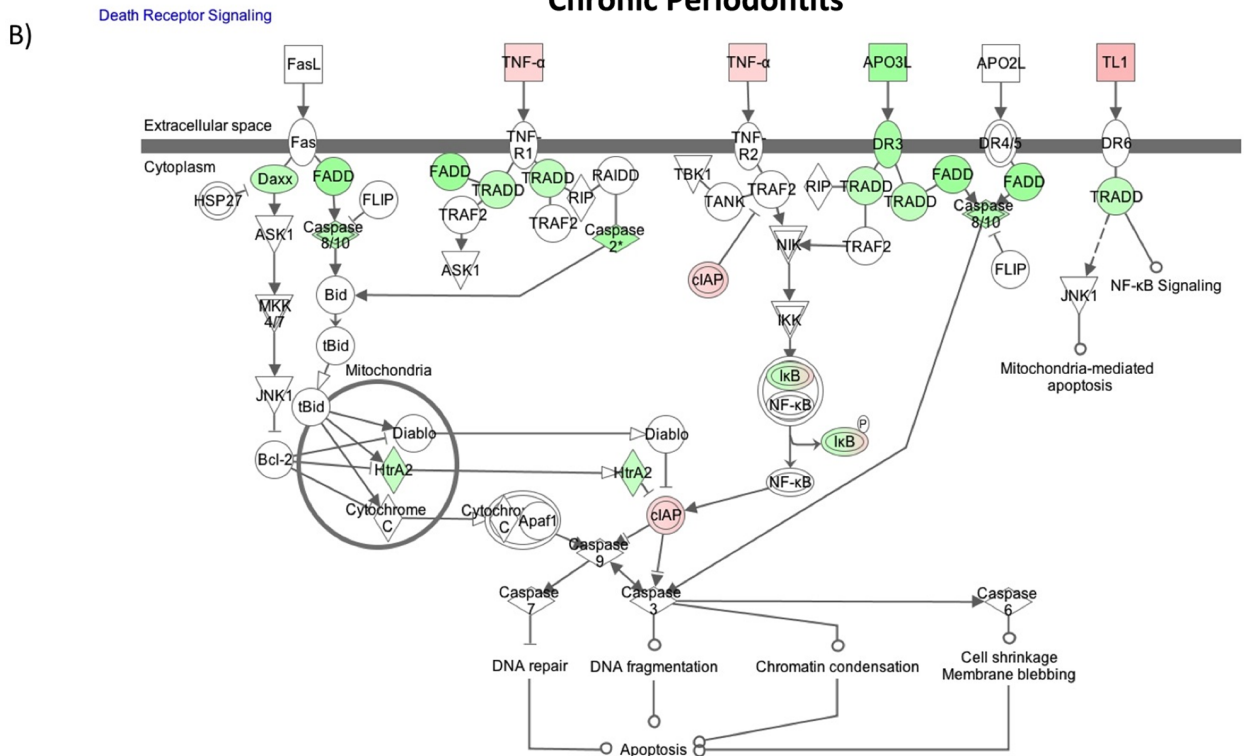 Chronic Periodontits
Death Receptor Signaling
B)
FasL
TNF-α
TNF-α
APO3L
APO2L
TL1
Extracellular space
Cytoplasm
Fas
TNF-
R1
TNF-
R2
DR3
DR4/5
DR6
HSP27
Daxx
FADD
FLIP
FADD
TRADD
TRADD
RIP
RAIDD
TBK1
TANK
TRAF2
RIP
TRADD
TRADD
FADD
FADD
TRADD
ASK1
Caspase
8/10
TRAF2
TRAF2
Caspase
2*
NIK
TRAF2
Caspase
8/10
FLIP
ASK1
cIAP
JNK1
NF-κB Signaling
Bid
MKK
4/7
IKK
tBid
Mitochondria
Mitochondria-mediated
apoptosis
IκB
NF-κB
JNK1
tBid
Diablo
Diablo
P
IκB
Bcl-2
HtrA2
HtrA2
NF-κB
Cytochrome
C
Cytochro
C
Apaf1
cIAP
Caspase
9
Caspase
7
Caspase
3
Caspase
6
DNA repair
DNA fragmentation
Chromatin condensation
Cell shrinkage
Membrane blebbing
Apoptosis